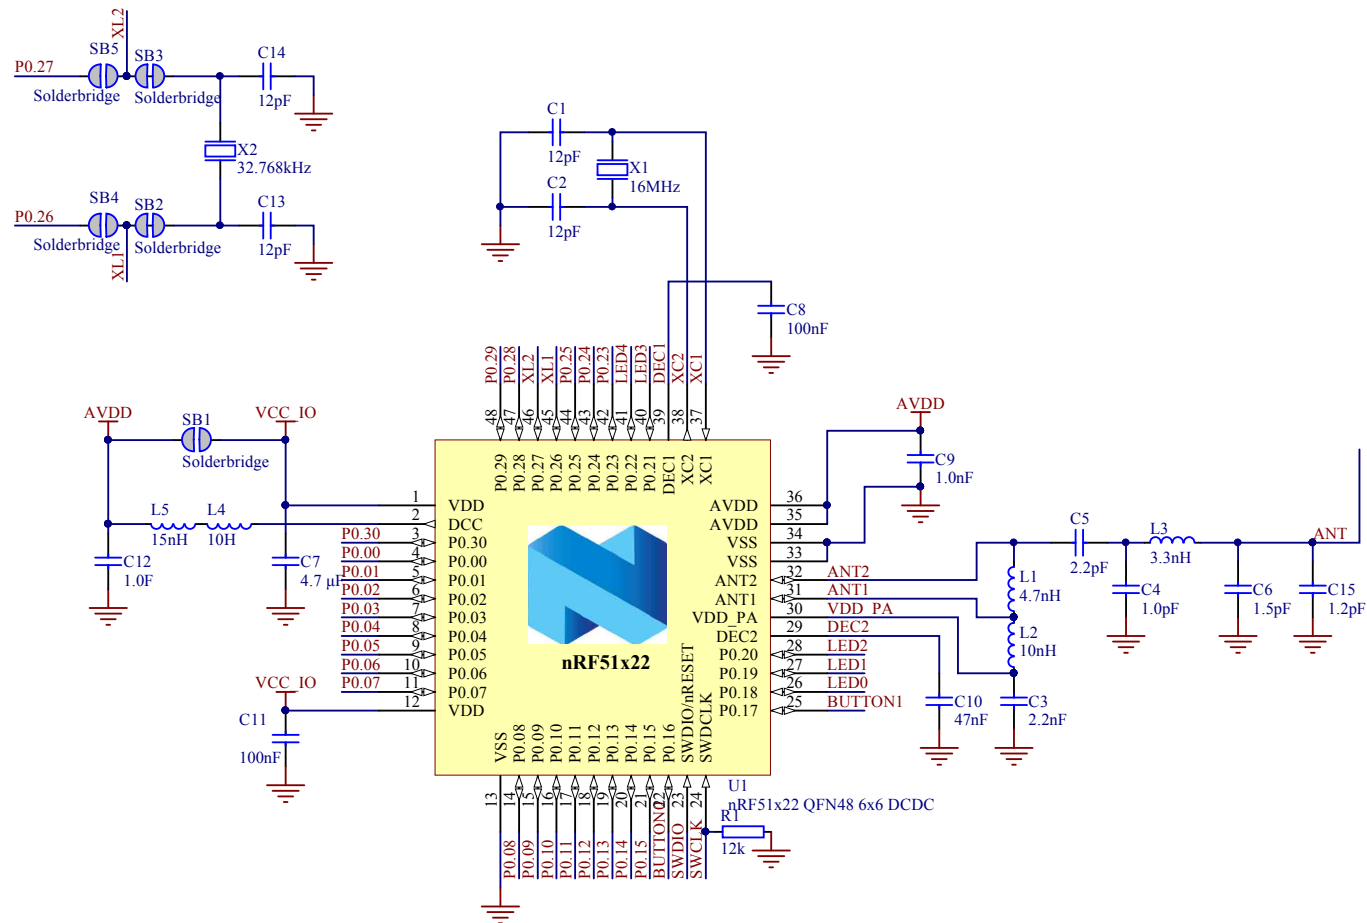 XL2
SB5
SB3
C14
P0.27
Solderbridge
Solderbridge
12pF
X2
32.768kHz
SB4
SB2
C13
P0.26
Solderbridge
Solderbridge
12pF
XL1
C1
12pF
X1
16MHz
C2
12pF
C8
100nF
P0.29
P0.28
XL2
XL1
P0.25
P0.24
P0.23
LED4
LED3
DEC1
XC2
XC1
48
47
46
45
44
43
42
41
40
39
38
37
P0.29
P0.28
P0.27
P0.26
P0.25
P0.24
P0.23
P0.22
P0.21
DEC1
XC2
XC1
AVDD
SB1
VCC_IO
Solderbridge
L5
L4
15nH
10H
C12
1.0F
C7
4.7 µF
1 VDD
2 DCC
P0.30 3 P0.30
P0.00 4 P0.00
P0.01 5 P0.01
P0.02 6 P0.02
P0.03 7 P0.03
P0.04 8 P0.04
P0.05 9 P0.05
P0.06 10 P0.06
P0.07 11 P0.07
12 VDD
VCC_IO
C11
100nF
nRF51x22
AVDD
C9
1.0nF
AVDD 36
AVDD 35
VSS 34
VSS 33
ANT2 32 ANT2
ANT1 31 ANT1
VDD_PA 30 VDD_PA
DEC2 29 DEC2
P0.20 28 LED2
P0.19 27 LED1
P0.18 26 LED0
P0.17 25 BUTTON1
C5
2.2pF
L3
3.3nH
ANT
L1
4.7nH
C4
1.0pF
C6
1.5pF
C15
1.2pF
L2
10nH
C10
47nF
C3
2.2nF
VSS
P0.08
P0.09
P0.10
P0.11
P0.12
P0.13
P0.14
P0.15
P0.16
SWDIO/nRESET
SWDCLK
13
14
15
16
17
18
19
20
21
22
23
24
P0.08
P0.09
P0.10
P0.11
P0.12
P0.13
P0.14
P0.15
BUTTON0
SWDIO
SWCLK
U1
nRF51x22 QFN48 6x6 DCDC
R1
12k